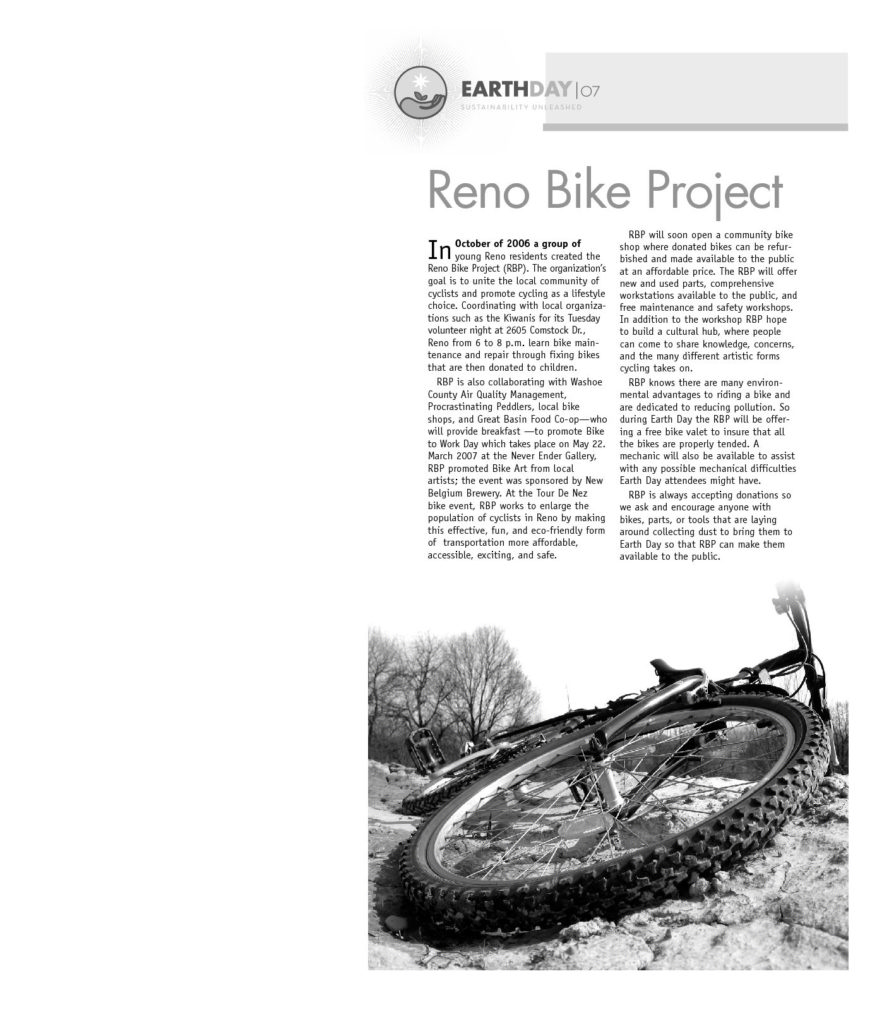 EARTHDAY|07
SUSTAINABILITY UNLEASHED
Reno Bike Project
In October of 2006 a group of
young Reno residents created the
Reno Bike Project (RBP). The organization's
goal is to unite the local community of
cyclists and promote cycling as a lifestyle
choice. Coordinating with local organiza-
tions such as the Kiwanis for its Tuesday
volunteer night at 2605 Comstock Dr.,
Reno from 6 to 8 p.m. learn bike main-
tenance and repair through fixing bikes
that are then donated to children.
RBP is also collaborating with Washoe
County Air Quality Management,
Procrastinating Peddlers, local bike
shops, and Great Basin Food Co-op—who
will provide breakfast —to promote Bike
to Work Day which takes place on May 22.
March 2007 at the Never Ender Gallery,
RBP promoted Bike Art from local
artists; the event was sponsored by New
Belgium Brewery. At the Tour De Nez
bike event, RBP works to enlarge the
population of cyclists in Reno by making
this effective, fun, and eco-friendly form
of transportation more affordable,
accessible, exciting, and safe.
RBP will soon open a community bike
shop where donated bikes can be refur-
bished and made available to the public
at an affordable price. The RBP will offer
new and used parts, comprehensive
workstations available to the public, and
free maintenance and safety workshops.
In addition to the workshop RBP hope
to build a cultural hub, where people
can come to share knowledge, concerns,
and the many different artistic forms
cycling takes on.
RBP knows there are many environ-
mental advantages to riding a bike and
are dedicated to reducing pollution. So
during Earth Day the RBP will be offer-
ing a free bike valet to insure that all
the bikes are properly tended. A
mechanic will also be available to assist
with any possible mechanical difficulties
Earth Day attendees might have.
RBP is always accepting donations so
we ask and encourage anyone with
bikes, parts, or tools that are laying
around collecting dust to bring them to
Earth Day so that RBP can make them
available to the public.